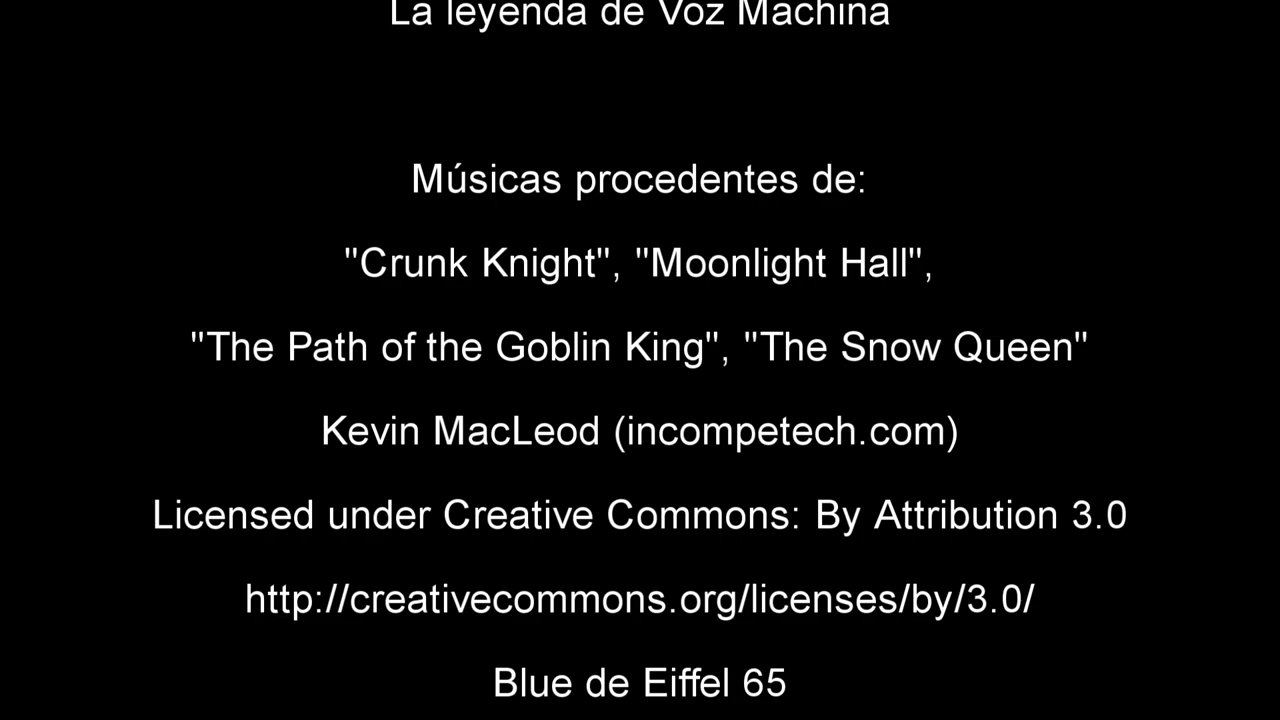 La leyenda de Voz Machina
Músicas procedentes de:
"Crunk Knight", "Moonlight Hall",
"The Path of the Goblin King", "The Snow Queen"
Kevin MacLeod (incompetech.com)
Licensed under Creative Commons: By Attribution 3.0
http://creativecommons.org/licenses/by/3.0/
Blue de Eiffel 65